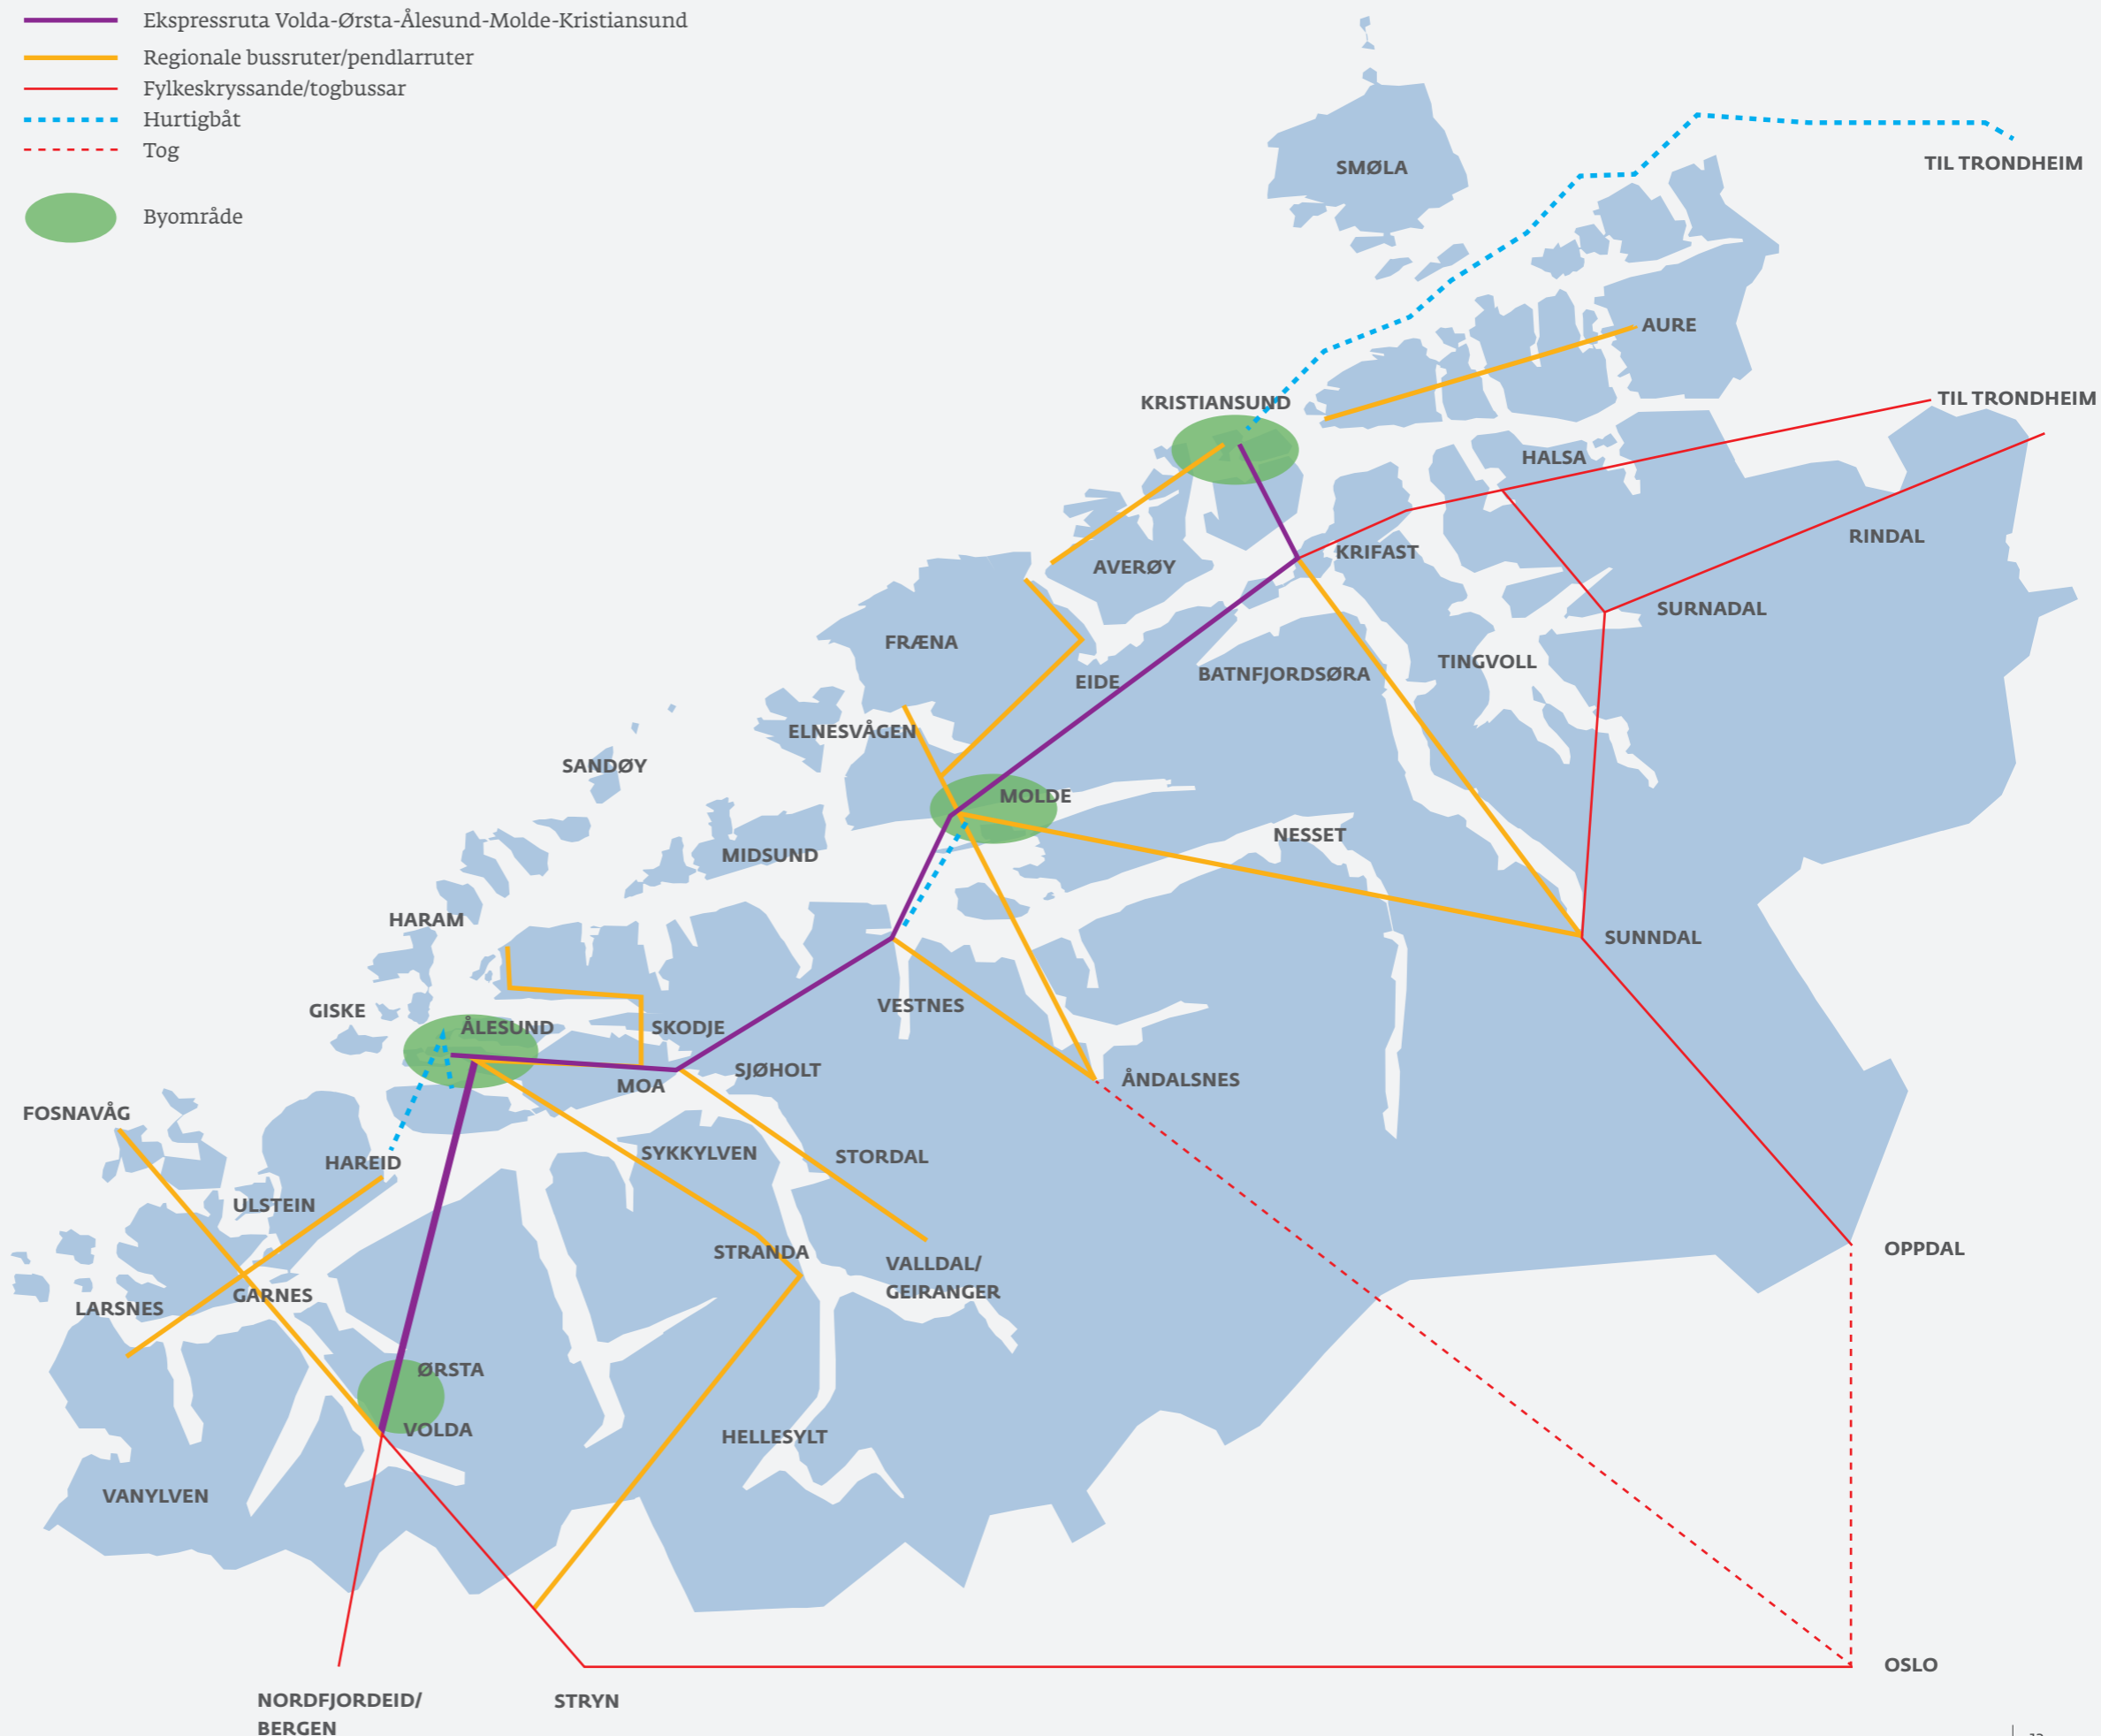 Ekspressruta Volda-Ørsta-Ålesund-Molde-Kristiansund
Regionale bussruter/pendlarruter
Fylkeskryssande/togbussar
Hurtigbåt
Tog
Byområde
SMØLA
TIL TRONDHEIM
AURE
KRISTIANSUND
TIL TRONDHEIM
HALSA
RINDAL
KRIFAST
AVERØY
SURNADAL
FRÆNA
TINGVOLL
BATNFJORDSØRA
EIDE
ELNESVÅGEN
SANDØY
MOLDE
NESSET
MIDSUND
HARAM
SUNNDAL
VESTNES
GISKE
ÅLESUND
SKODJE
SJØHOLT
ÅNDALSNES
MOA
FOSNAVÅG
SYKKYLVEN
STORDAL
HAREID
ULSTEIN
STRANDA
OPPDAL
VALLDAL/
GEIRANGER
GARNES
LARSNES
ØRSTA
VOLDA
HELLESYLT
VANYLVEN
OSLO
NORDFJORDEID/
BERGEN
STRYN